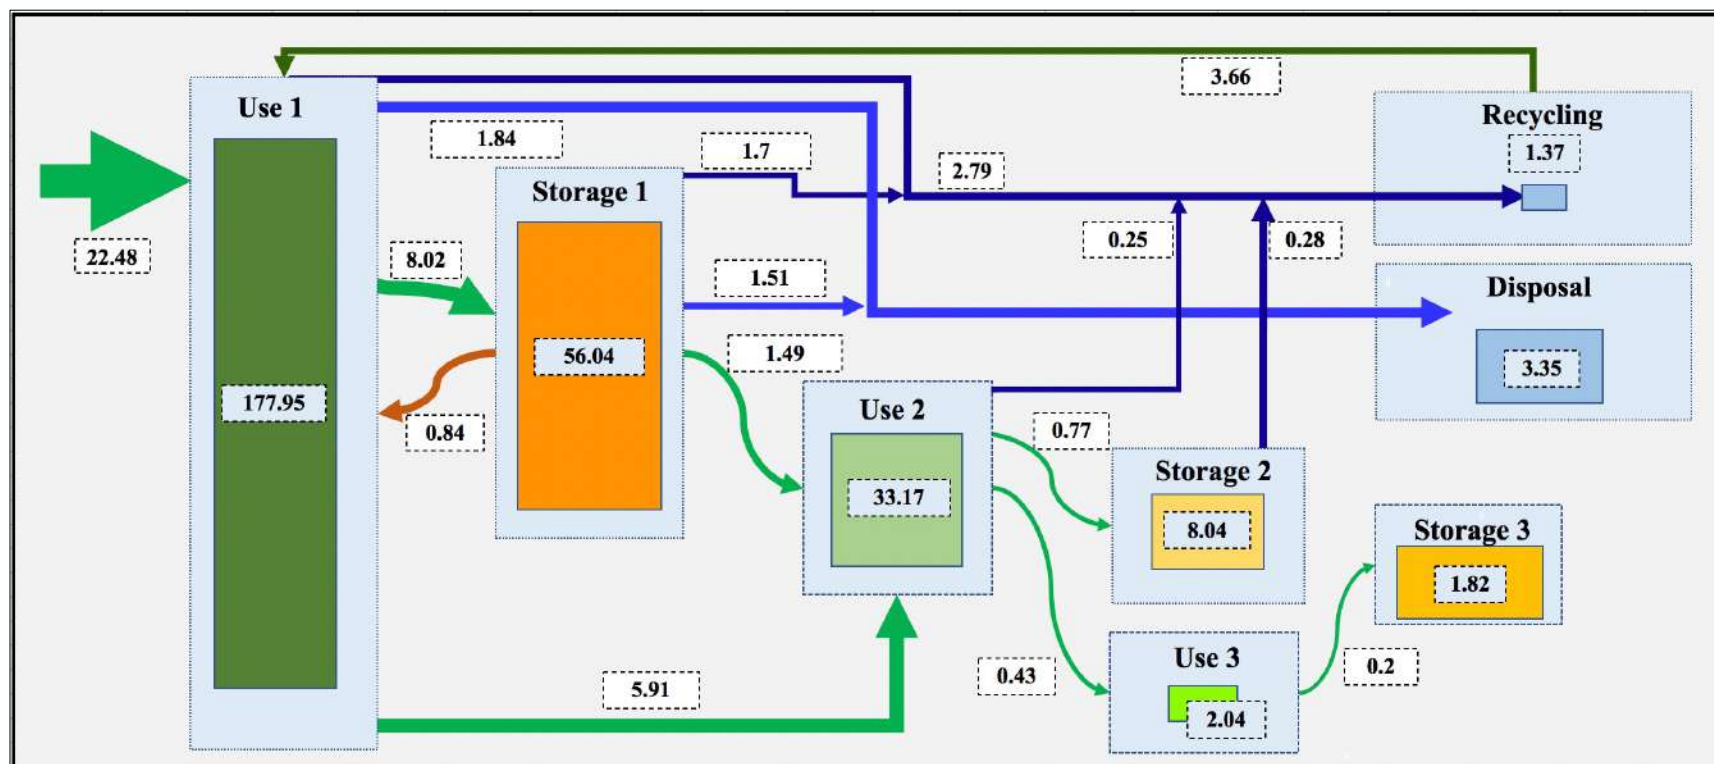 3.66
Use 1
Recycling
1.84
1.7
2.79
1.37
Storage 1
22.48
8.02
0.25
0.28
1.51
Disposal
1.49
56.04
3.35
177.95
0.84
Use 2
0.77
Storage 2
33.17
8.04
Storage 3
1.82
Use 3
0.43
0.2
5.91
2.04